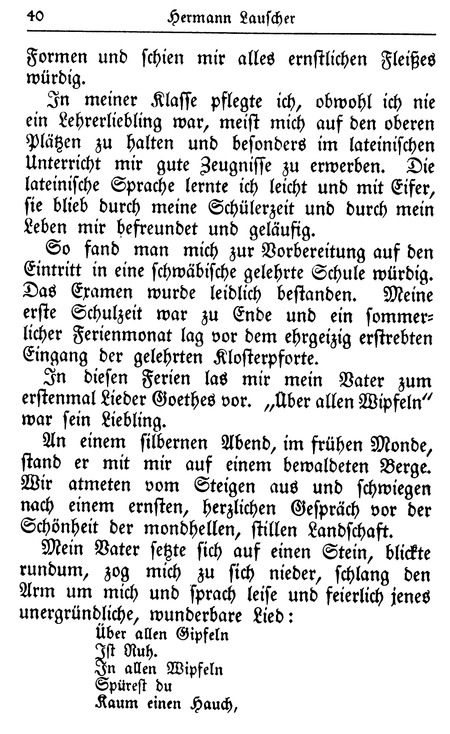 40 Hermann Lauscher
Formen und schien mir alles ernstlichen Fleißes
würdig.
In meiner Klasse pflegte ich, obwohl ich nie
ein Lehrerliebling war, meist mich auf den oberen
Plätzen zu halten und besonders im lateinischen
Unterricht mir gute Zeugnisse zu erwerben. Die
lateinische Sprache lernte ich leicht und mit Eifer,
sie blieb durch meine Schülerzeit und durch mein
Leben mir befreundet und geläufig.
So fand man mich zur Vorbereitung auf den
Eintritt in eine schwäbische gelehrte Schule würdig.
Das Examen wurde leidlich bestanden. Meine
erste Schulzeit war zu Ende und ein sommer-
licher Ferienmonat lag vor dem ehrgeizig erstrebten
Eingang der gelehrten Klosterpforte.
In diesen Ferien las mir mein Vater zum
erstenmal Lieder Goethes vor. „Über allen Wipfeln“
war sein Liebling.
An einem silbernen Abend, im frühen Monde,
stand er mit mir auf einem bewaldeten Berge.
Wir atmeten vom Steigen aus und schwiegen
nach einem ernsten, herzlichen Gespräch vor der
Schönheit der mondhellen, stillen Landschaft.
Mein Vater setzte sich auf einen Stein, blickte
rundum, zog mich zu sich nieder, schlang den
Arm um mich und sprach leise und feierlich jenes
unergründliche, wunderbare Lied:
Über allen Gipfeln
Ist Ruh.
In allen Wipfeln
Spürest du
Kaum einen Hauch,